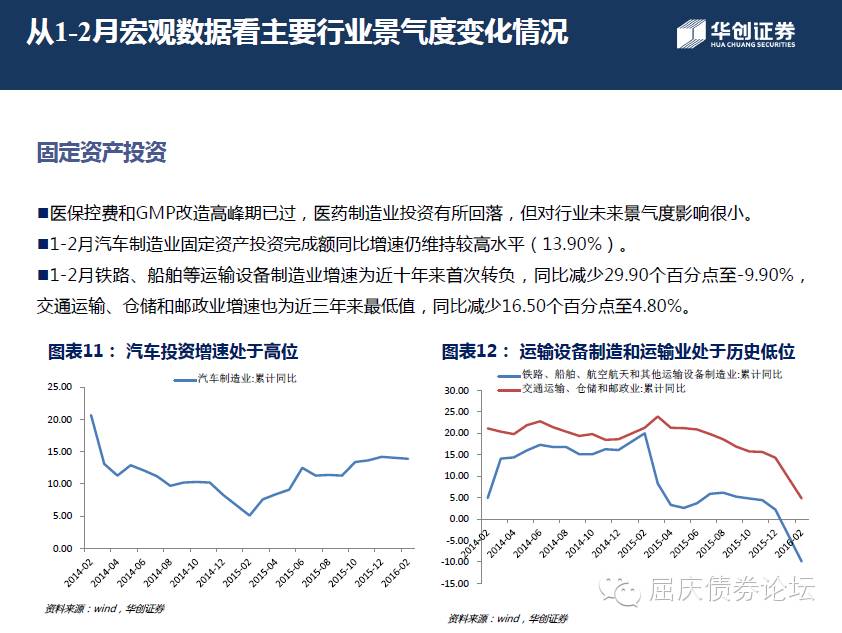 从1-2月宏观数据看主要行业景气度变化情况
华创证券
HUA CHUANG SECURITIES
固定资产投资
■医保控费和GMP改造高峰期已过，医药制造业投资有所回落，但对行业未来景气度影响很小。
■1-2月汽车制造业固定资产投资完成额同比增速仍维持较高水平（13.90%）。
■1-2月铁路、船舶等运输设备制造业增速为近十年来首次转负，同比减少29.90个百分点至-9.90%，
交通运输、仓储和邮政业增速也为近三年来最低值，同比减少16.50个百分点至4.80%。
图表11： 汽车投资增速处于高位
汽车制造业:累计同比
25.00
20.00
15.00
10.00
5.00
0.00
2014-02
2014-04
2014-06
2014-08
2014-10
2014-12
2015-02
2015-04
2015-06
2015-08
2015-10
2015-12
2016-02
资料来源：wind，华创证券
图表12： 运输设备制造和运输业处于历史低位
铁路、船舶、航空航天和其他运输设备制造业:累计同比
交通运输、仓储和邮政业:累计同比
30.00
25.00
20.00
15.00
10.00
5.00
0.00
-5.00
-10.00
-15.00
2014-02
2014-04
2014-06
2014-08
2014-10
2014-12
2015-02
2015-04
2015-06
2015-08
2015-10
2015-12
2016-02
资料来源：wind，华创证券
屈庆债券论坛